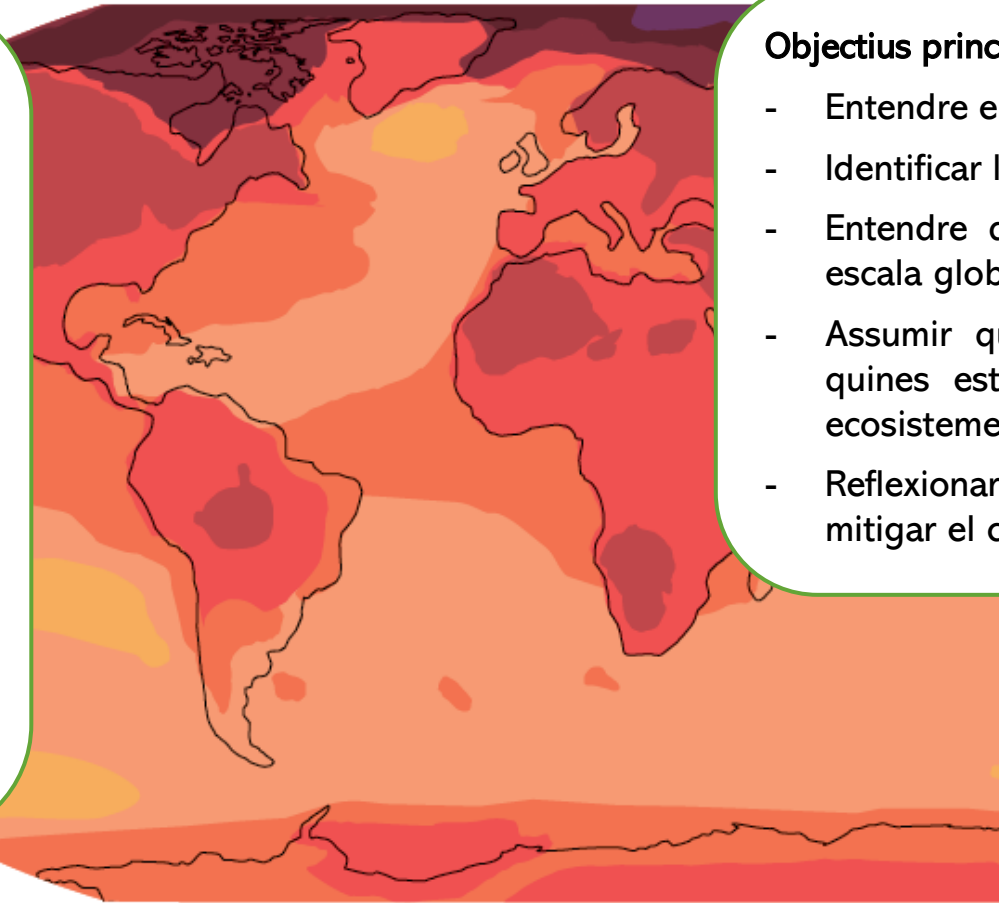 Objectius princ
- Entendre e
- Identificar l
- Entendre
escala glob
- Assumir qu
quines est
ecosisteme
- Reflexionar
mitigar el